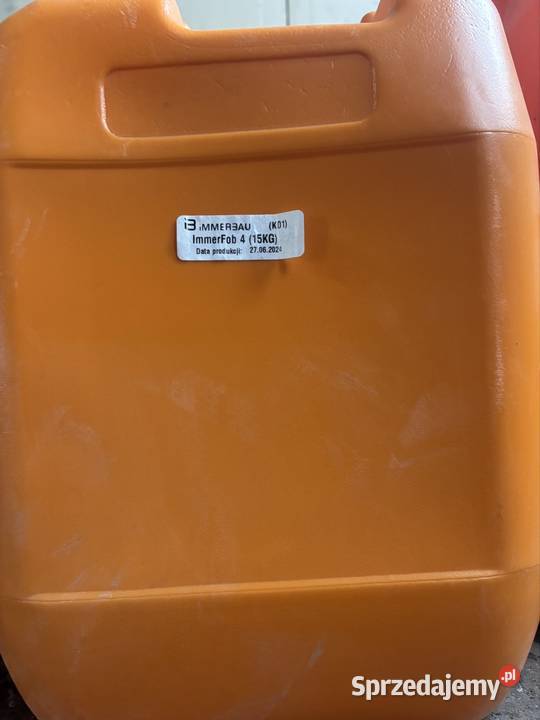 iMMERBAU (K01)
ImmerFob 4 (15KG)
Data produkcji: 27.06.2024
Sprzedajemy.pl